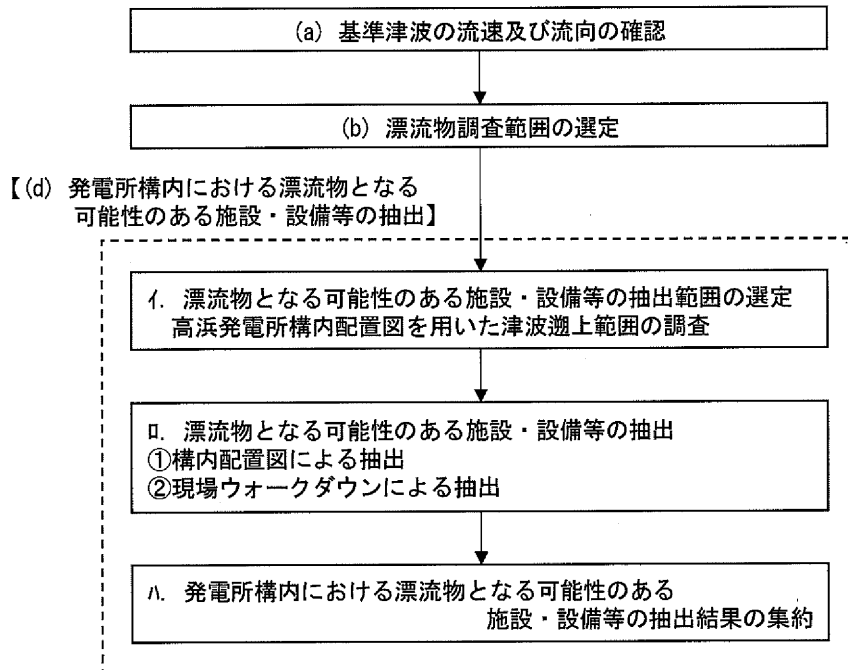 (a) 基準津波の流速及び流向の確認
(b) 漂流物調査範囲の選定
【(d) 発電所構内における漂流物となる
可能性のある施設・設備等の抽出】
ｲ. 漂流物となる可能性のある施設・設備等の抽出範囲の選定
高浜発電所構内配置図を用いた津波遡上範囲の調査
ﾛ. 漂流物となる可能性のある施設・設備等の抽出
①構内配置図による抽出
②現場ウォークダウンによる抽出
ﾊ. 発電所構内における漂流物となる可能性のある
施設・設備等の抽出結果の集約